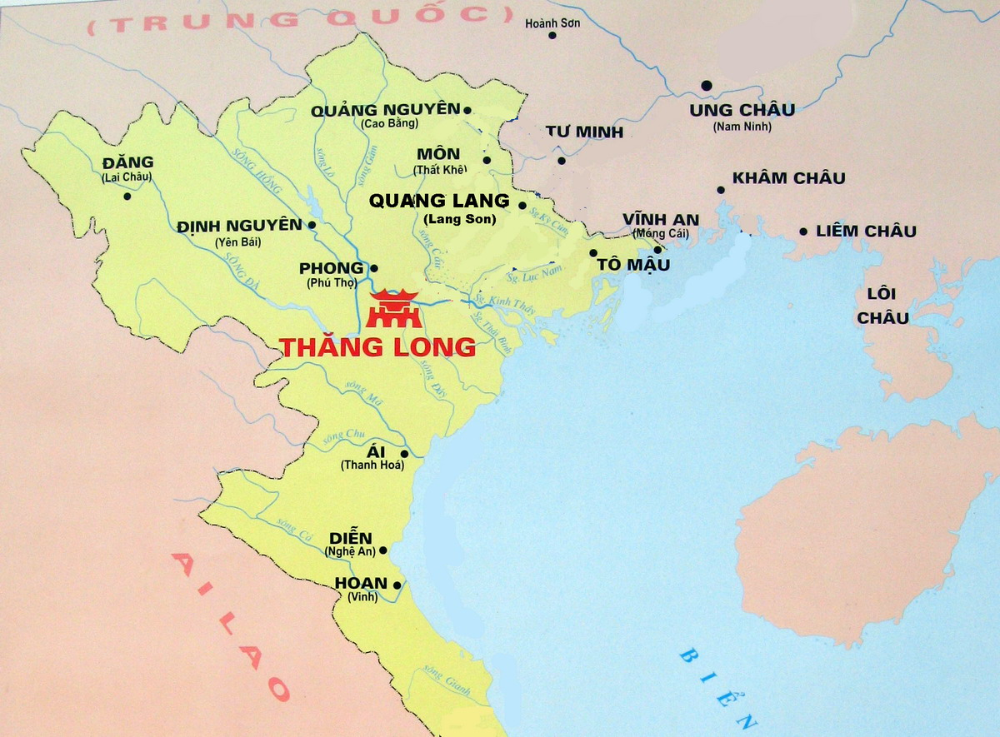 (TRUNG QUỐC)
Hoành Sơn
QUẢNG NGUYÊN
(Cao Bằng)
UNG CHÂU
(Nam Ninh)
TƯ MINH
ĐĂNG
(Lai Châu)
MÔN
(Thất Khê)
sông Lô
sông Gâm
SÔNG HỒNG
KHÂM CHÂU
QUANG LANG
(Lang Son)
Sg. Kỳ Cùng
ĐỊNH NGUYÊN
(Yên Bái)
VĨNH AN
(Móng Cái)
LIÊM CHÂU
sông Cầu
SÔNG ĐÀ
PHONG
(Phú Thọ)
TÔ MẬU
Sg. Lục Nam
LÔI
CHÂU
Sg. Kinh Thầy
Sg. Thái Bình
THĂNG LONG
sông Đáy
sông Mã
sông Chu
ÁI
(Thanh Hoá)
sông Cả
DIỄN
(Nghệ An)
HOAN
(Vinh)
AI LAO
sông Gianh
BIỂN